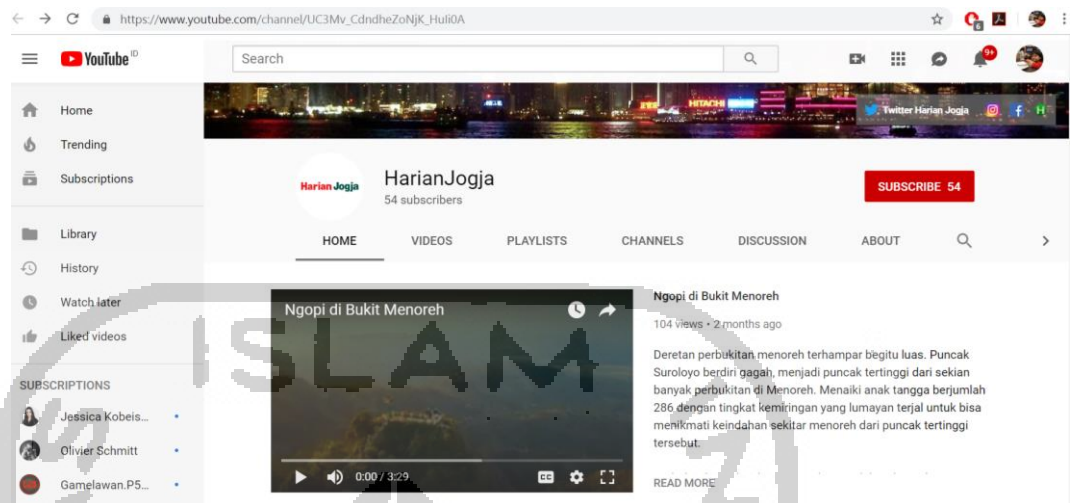 https://www.youtube.com/channel/UC3Mv_CdndheZoNjK_Huli0A
6
YouTube ID
Search
9+
Home
Trending
Subscriptions
Library
History
Watch later
Liked videos
SUBSCRIPTIONS
Jessica Kobeis...
Olivier Schmitt
Gamelawan.P5...
HITACHI
Twitter Harian Jogja
H
Harian Jogja
HarianJogja
54 subscribers
SUBSCRIBE 54
HOME VIDEOS PLAYLISTS CHANNELS DISCUSSION ABOUT
Ngopi di Bukit Menoreh
0:00 / 3:29
CC
Ngopi di Bukit Menoreh
104 views • 2 months ago
Deretan perbukitan menoreh terhampar begitu luas. Puncak
Suroloyo berdiri gagah, menjadi puncak tertinggi dari sekian
banyak perbukitan di Menoreh. Menaiki anak tangga berjumlah
286 dengan tingkat kemiringan yang lumayan terjal untuk bisa
menikmati keindahan sekitar menoreh dari puncak tertinggi
tersebut.
READ MORE
ISLAM